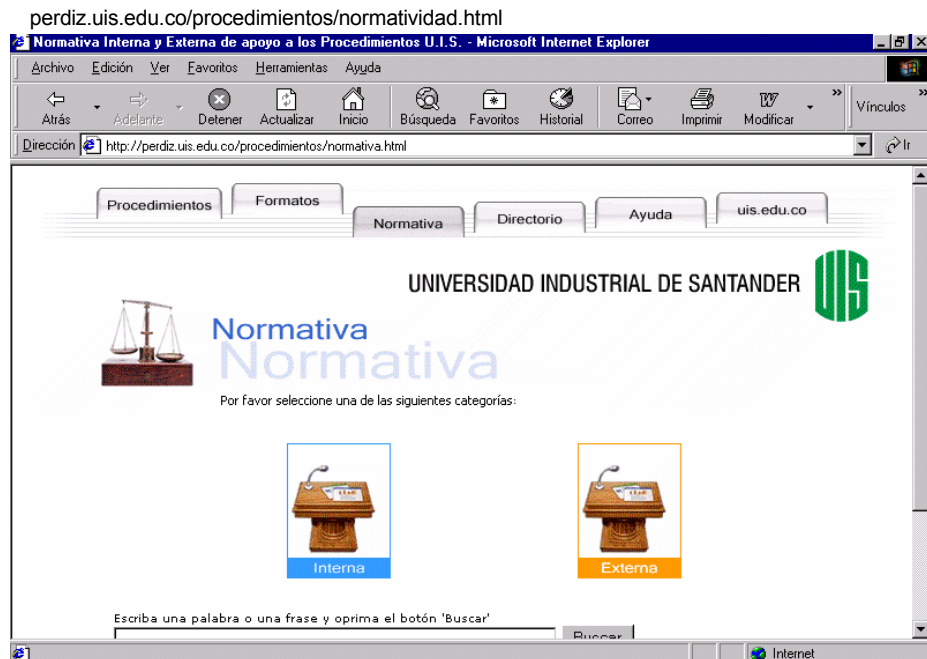 perdiz.uis.edu.co/procedimientos/normatividad.html
Normativa Interna y Externa de apoyo a los Procedimientos U.I.S. - Microsoft Internet Explorer
Archivo Edición Ver Favoritos Herramientas Ayuda
Atrás Adelante Detener Actualizar Inicio Búsqueda Favoritos Historial Correo Imprimir Modificar » Vínculos »
Dirección http://perdiz.uis.edu.co/procedimientos/normativa.html Ir
Procedimientos Formatos Normativa Directorio Ayuda uis.edu.co
UNIVERSIDAD INDUSTRIAL DE SANTANDER UIS
Normativa
Normativa
Por favor seleccione una de las siguientes categorías:
Interna Externa
Escriba una palabra o una frase y oprima el botón 'Buscar'
Buscar
Internet